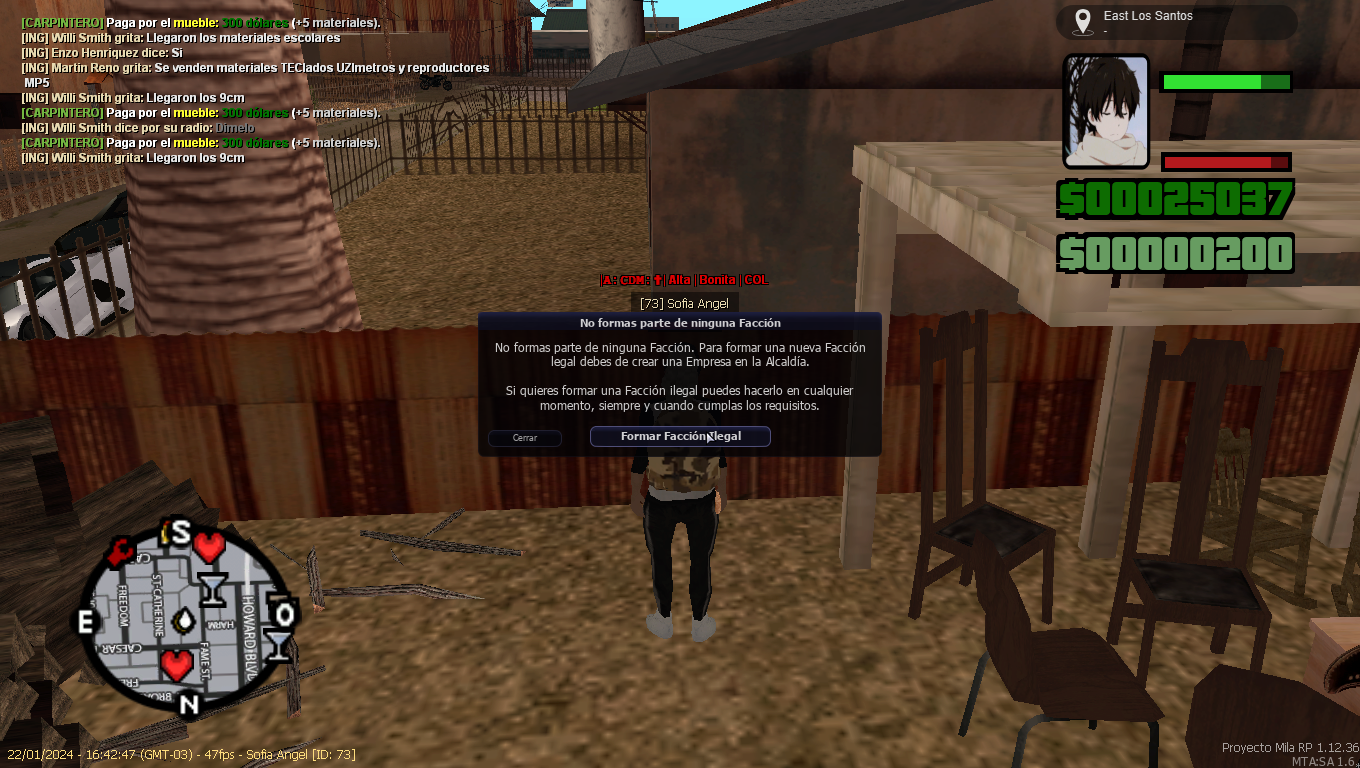 [CARPINTERO] Paga por el mueble: 300 dólares (+5 materiales).
[ING] Willi Smith grita: Llegaron los materiales escolares
[ING] Enzo Henriquez dice: Si
[ING] Martin Reno grita: Se venden materiales TEClados UZImetros y reproductores
MP5
[ING] Willi Smith grita: Llegaron los 9cm
[CARPINTERO] Paga por el mueble: 300 dólares (+5 materiales).
[ING] Willi Smith dice por su radio: Dimelo
[CARPINTERO] Paga por el mueble: 300 dólares (+5 materiales).
[ING] Willi Smith grita: Llegaron los 9cm
East Los Santos
-
$00025037
$00000200
|A: CDM: †| Alta | Bonita | COL
[73] Sofia Angel
No formas parte de ninguna Facción
No formas parte de ninguna Facción. Para formar una nueva Facción
legal debes de crear una Empresa en la Alcaldía.
Si quieres formar una Facción ilegal puedes hacerlo en cualquier
momento, siempre y cuando cumplas los requisitos.
Cerrar
Formar Facción Ilegal
S
E
O
N
FREEDOM
ST.CATHERINE
HARM
HOWARD BLVD
CAESAR
FAME ST.
22/01/2024 - 16:42:47 (GMT-03) - 47fps - Sofia Angel [ID: 73]
Proyecto Mila RP 1.12.36
MTA:SA 1.6